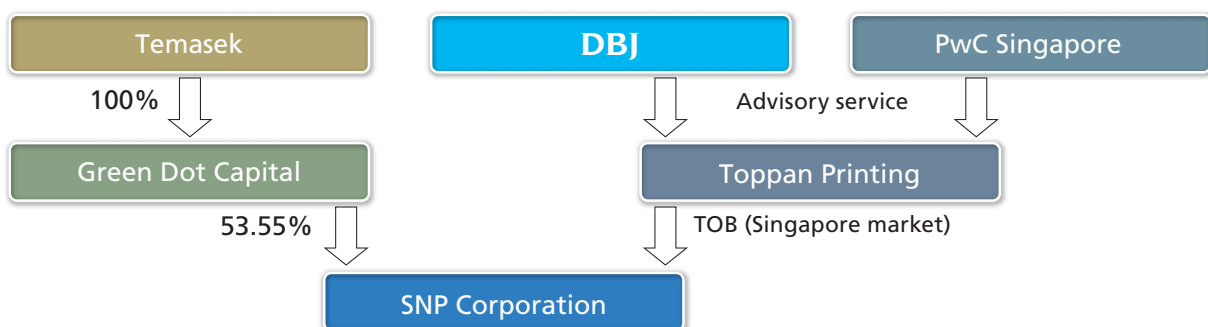 Temasek
DBJ
PwC Singapore
100%
Advisory service
Green Dot Capital
Toppan Printing
53.55%
TOB (Singapore market)
SNP Corporation